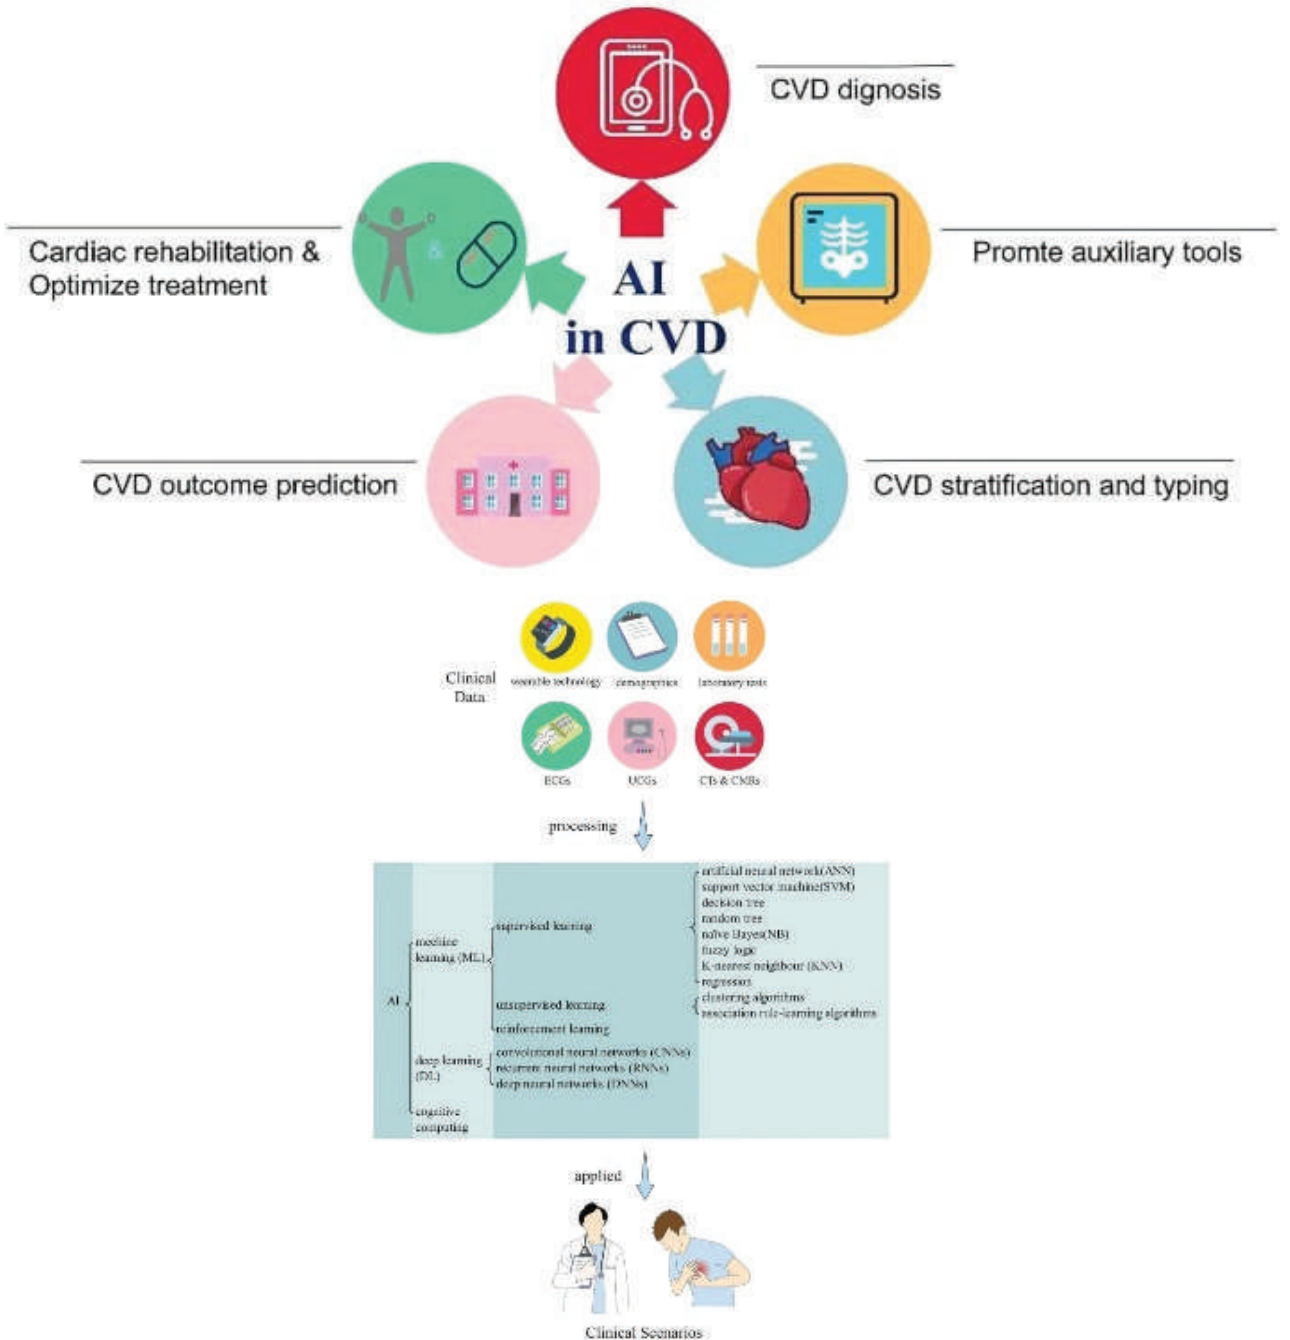 CVD dignosis
Cardiac rehabilitation &
Optimize treatment
&
Promte auxiliary tools
AI
in CVD
CVD outcome prediction
CVD stratification and typing
Clinical
Data
wearable technology
demographics
laboratory tests
ECGs
UCGs
CTs & CMRs
processing
AI
mechine
learning (ML)
supervised learning
artificial neural network(ANN)
support vector machine(SVM)
decision tree
random tree
naïve Bayes(NB)
fuzzy logic
K-nearest neighbour (KNN)
regression
unsupervised learning
clustering algorithms
association rule-learning algorithms
reinforcement learning
deep learning
(DL)
convolutional neural networks (CNNs)
recurrent neural networks (RNNs)
deep neural networks (DNNs)
cognitive
computing
applied
Clinical Scenarios